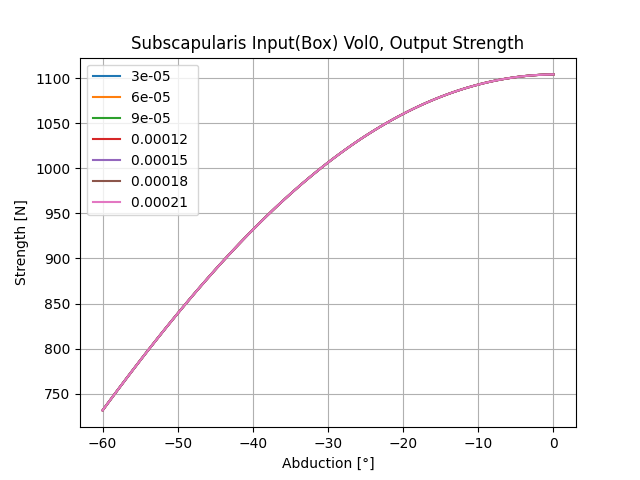 Subscapularis Input(Box) Vol0, Output Strength
3e-05
6e-05
9e-05
0.00012
0.00015
0.00018
0.00021
1100
1050
1000
950
900
850
800
750
Strength [N]
−60 −50 −40 −30 −20 −10 0
Abduction [°]